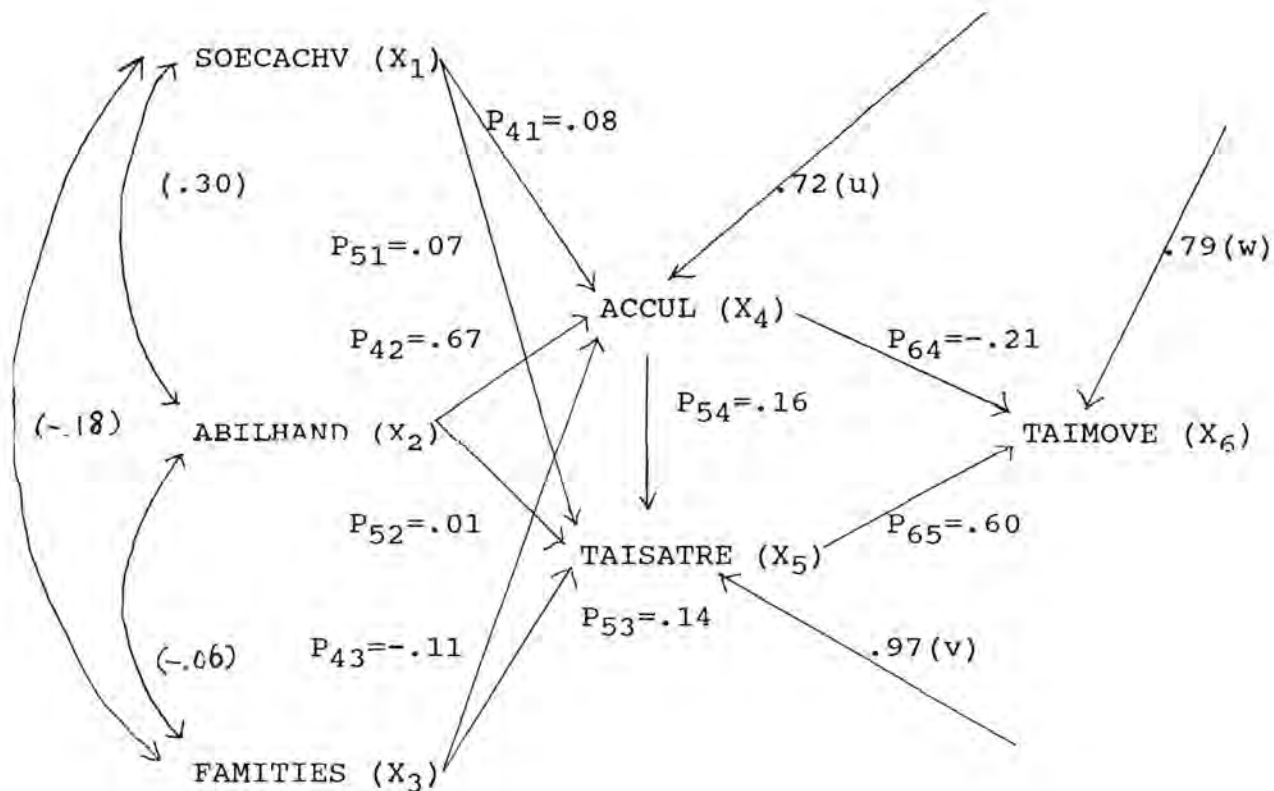 SOECACHV (X1)
P41=.08
(.30)
.72(u)
P51=.07
.79(w)
ACCUL (X4)
P42=.67
P64=-.21
P54=.16
(-.18)
ABILHAND (X2)
TAIMOVE (X6)
P52=.01
P65=.60
TAISATRE (X5)
P53=.14
(-.06)
P43=-.11
.97(v)
FAMITIES (X3)